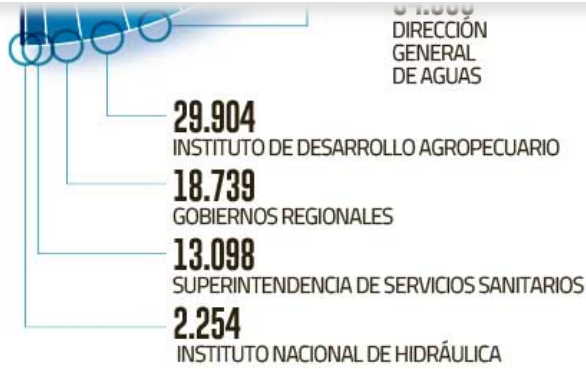 DIRECCIÓN
GENERAL
DE AGUAS
29.904
INSTITUTO DE DESARROLLO AGROPECUARIO
18.739
GOBIERNOS REGIONALES
13.098
SUPERINTENDENCIA DE SERVICIOS SANITARIOS
2.254
INSTITUTO NACIONAL DE HIDRÁULICA